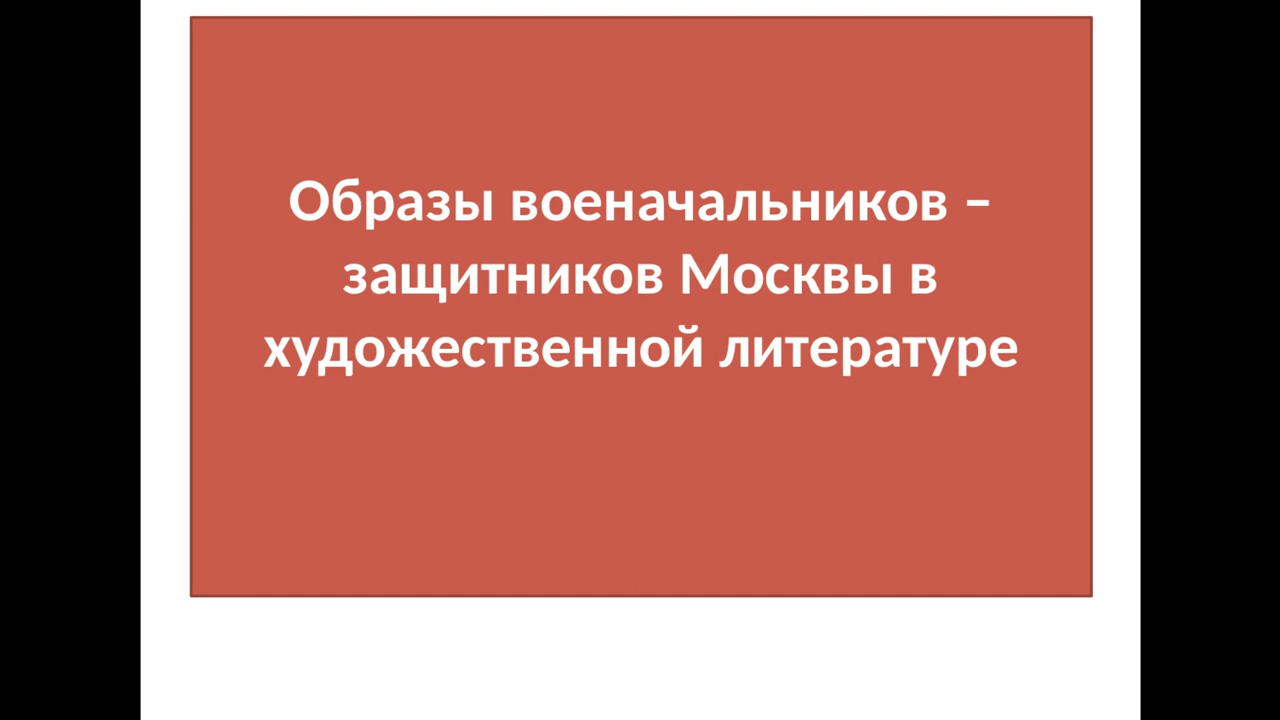 Образы военачальников –
защитников Москвы в
художественной литературе